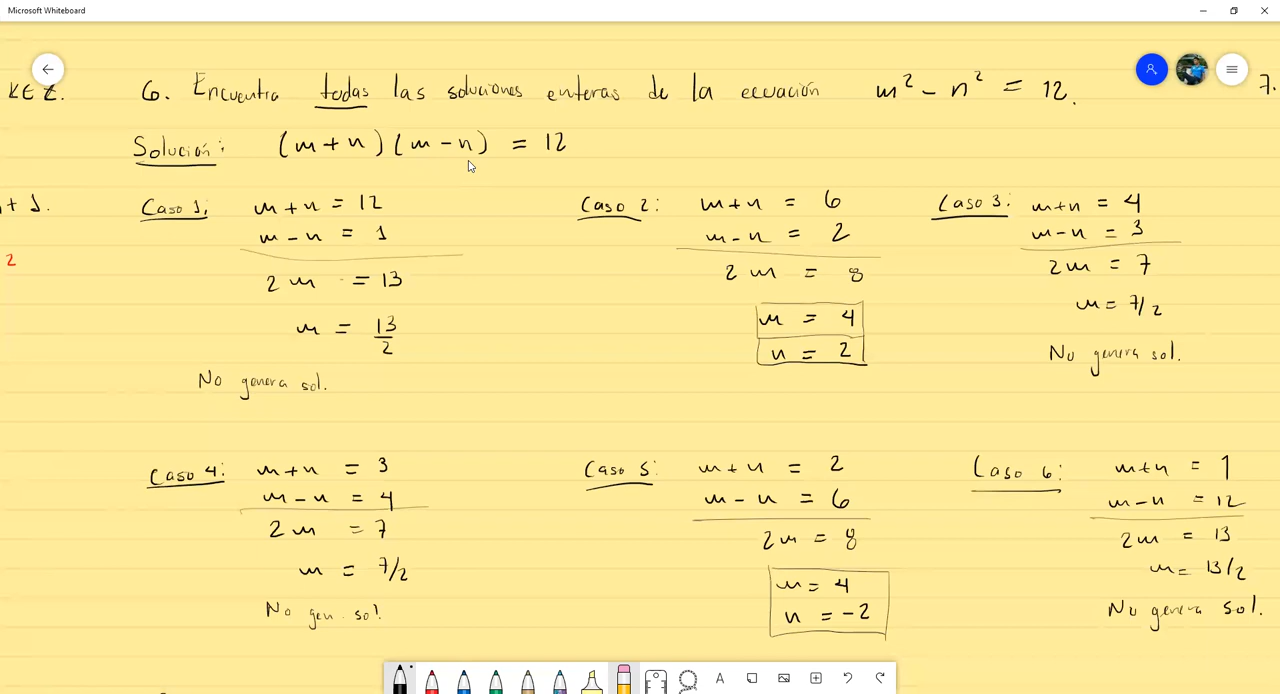 Microsoft Whiteboard
K ∈ Z.
6. Encuentra todas las soluciones enteras de la ecuación m² - n² = 12.
7.
Solución: (m+n)(m-n) = 12
+ 1.
2
Caso 1:
m+n = 12
m-n = 1
2m = 13
m = 13/2
No genera sol.
Caso 2:
m+n = 6
m-n = 2
2m = 8
m = 4
n = 2
Caso 3:
m+n = 4
m-n = 3
2m = 7
m = 7/2
No genera sol.
Caso 4:
m+n = 3
m-n = 4
2m = 7
m = 7/2
No gen. sol.
Caso 5:
m+n = 2
m-n = 6
2m = 8
m = 4
n = -2
Caso 6:
m+n = 1
m-n = 12
2m = 13
m = 13/2
No genera sol.
A